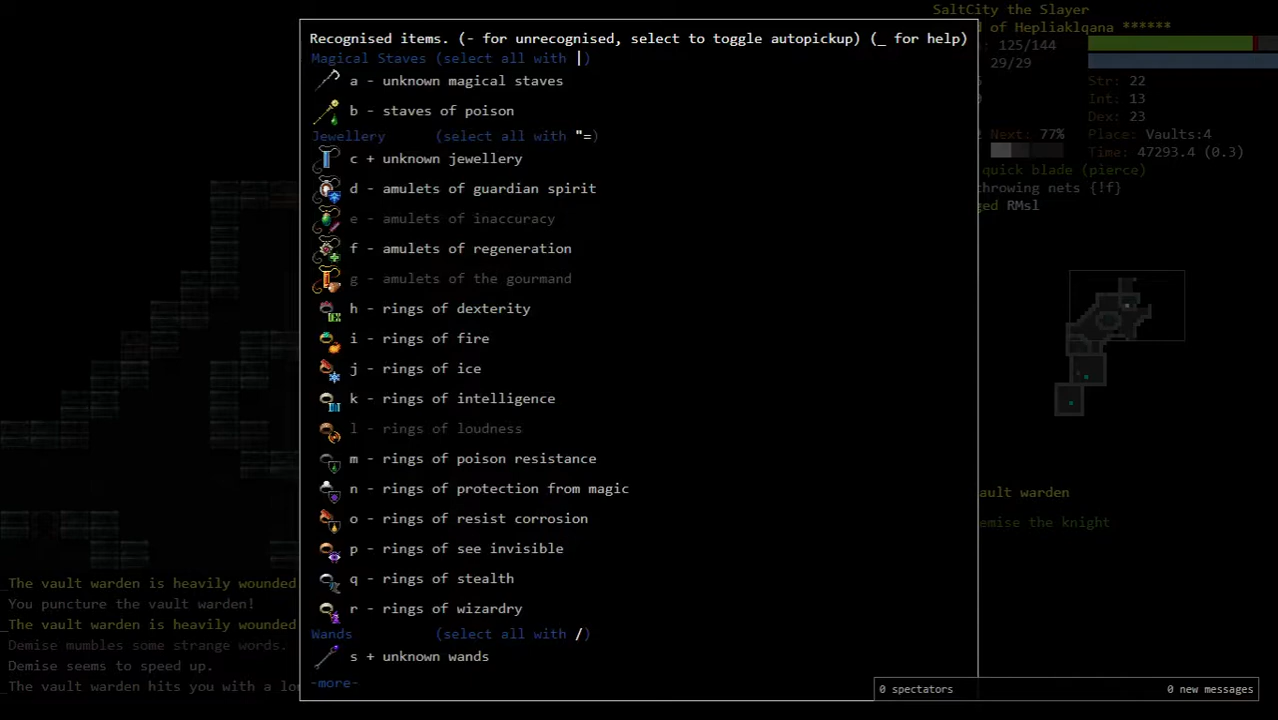 SaltCity the Slayer
of Hepliaklqana ******
Recognised items. (- for unrecognised, select to toggle autopickup) (_ for help)
125/144
Magical Staves (select all with |)
29/29
a - unknown magical staves
Str: 22
Int: 13
b - staves of poison
Dex: 23
Jewellery (select all with "=)
Next: 77% Place: Vaults:4
c + unknown jewellery
Time: 47293.4 (0.3)
quick blade (pierce)
d - amulets of guardian spirit
throwing nets {!f}
RMsl
e - amulets of inaccuracy
f - amulets of regeneration
g - amulets of the gourmand
h - rings of dexterity
i - rings of fire
j - rings of ice
k - rings of intelligence
l - rings of loudness
m - rings of poison resistance
n - rings of protection from magic
warden
o - rings of resist corrosion
the knight
p - rings of see invisible
q - rings of stealth
_The vault warden is heavily wounded
You puncture the vault warden!
r - rings of wizardry
_The vault warden is heavily wounded
Wands (select all with /)
Demise mumbles some strange words.
s + unknown wands
Demise seems to speed up.
-more-
_The vault warden hits you with a
0 spectators
0 new messages